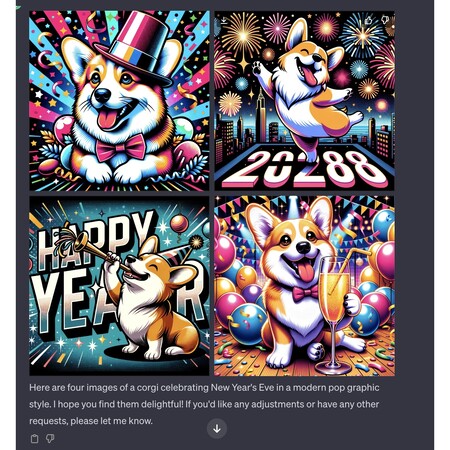 20288
HAPPY
YEAR
Here are four images of a corgi celebrating New Year's Eve in a modern pop graphic
style. I hope you find them delightful! If you'd like any adjustments or have any other
requests, please let me know.